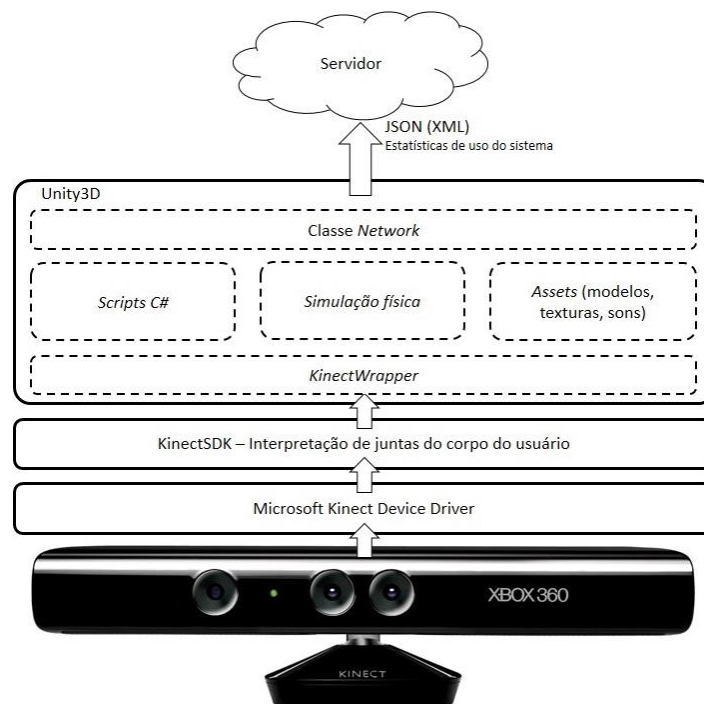 Servidor
JSON (XML)
Estatísticas de uso do sistema
Unity3D
Classe Network
Scripts C#
Simulação física
Assets (modelos,
texturas, sons)
KinectWrapper
KinectSDK – Interpretação de juntas do corpo do usuário
Microsoft Kinect Device Driver
XBOX 360
KINECT